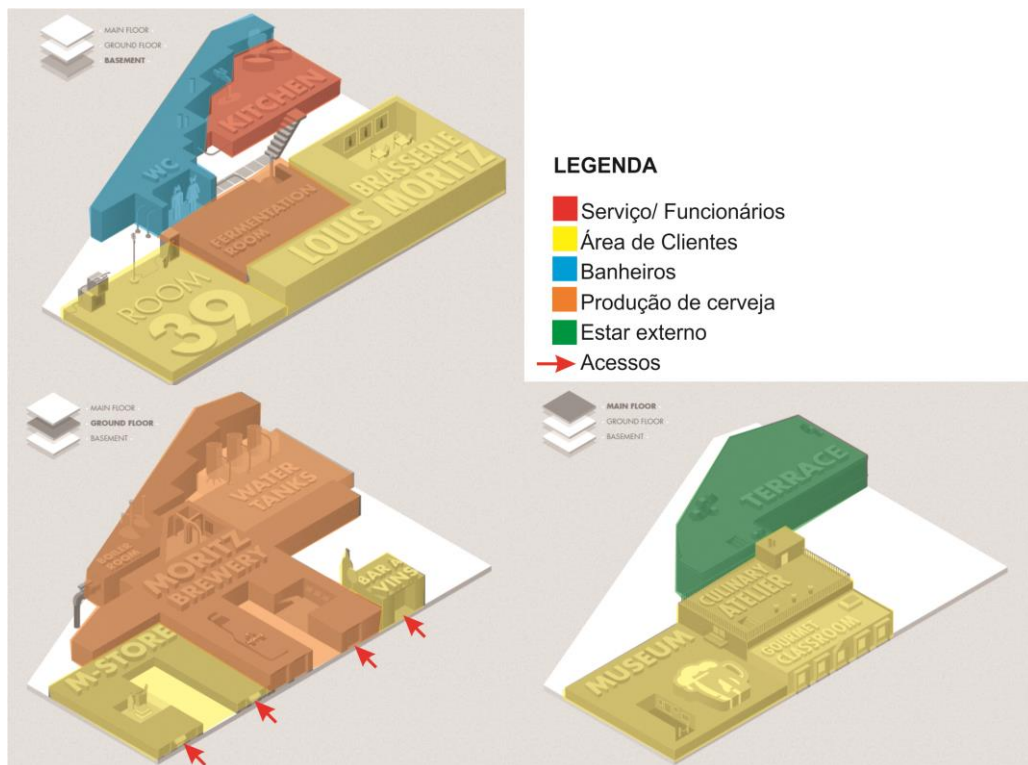 MAIN FLOOR
GROUND FLOOR
BASEMENT
KITCHEN
WC
BRASSERIE
LOUIS MORITZ
FERMENTATION
ROOM
ROOM
39
LEGENDA
Serviço/ Funcionários
Área de Clientes
Banheiros
Produção de cerveja
Estar externo
Acessos
MAIN FLOOR
GROUND FLOOR
BASEMENT
WATER
TANKS
BOILER
ROOM
MORITZ
BREWERY
BAR A
VINS
M-STORE
MAIN FLOOR
GROUND FLOOR
BASEMENT
TERRACE
CULINARY
ATELIER
GOURMET
CLASSROOM
MUSEUM